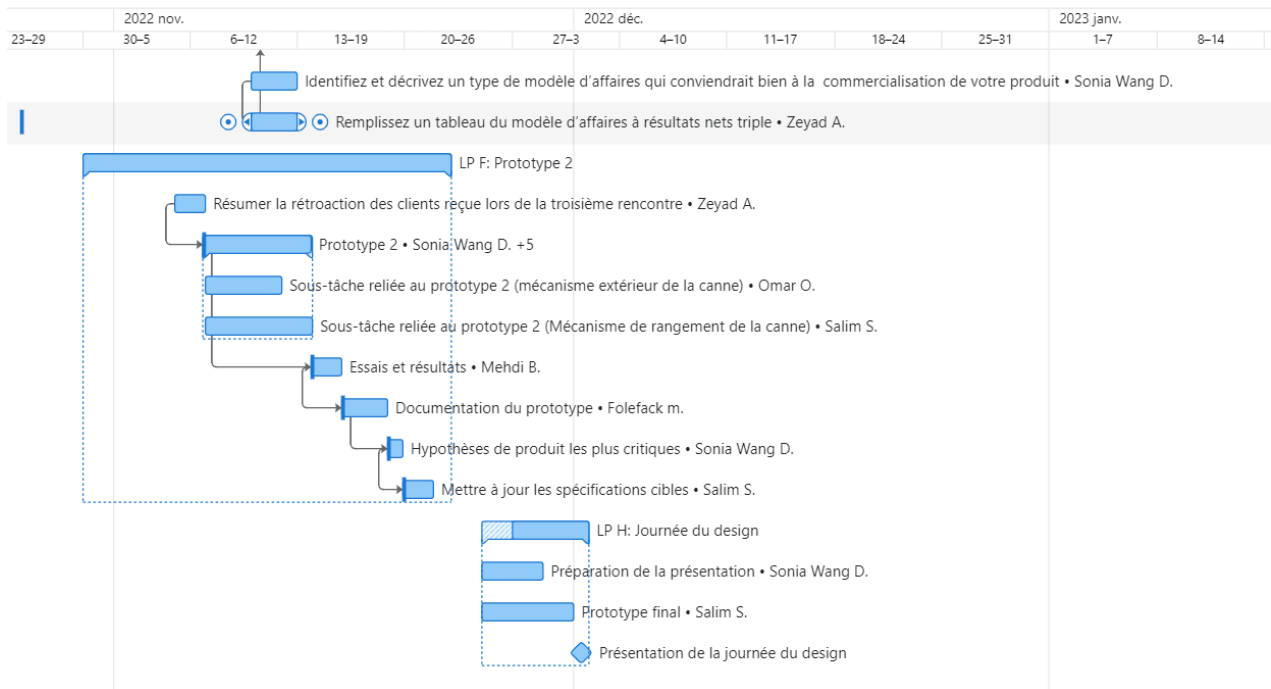 2022 nov. 2022 déc. 2023 janv.
23–29 30–5 6–12 13–19 20–26 27–3 4–10 11–17 18–24 25–31 1–7 8–14
Identifiez et décrivez un type de modèle d’affaires qui conviendrait bien à la commercialisation de votre produit • Sonia Wang D.
Remplissez un tableau du modèle d’affaires à résultats nets triple • Zeyad A.
LP F: Prototype 2
Résumer la rétroaction des clients reçue lors de la troisième rencontre • Zeyad A.
Prototype 2 • Sonia Wang D. +5
Sous-tâche reliée au prototype 2 (mécanisme extérieur de la canne) • Omar O.
Sous-tâche reliée au prototype 2 (Mécanisme de rangement de la canne) • Salim S.
Essais et résultats • Mehdi B.
Documentation du prototype • Folefack m.
Hypothèses de produit les plus critiques • Sonia Wang D.
Mettre à jour les spécifications cibles • Salim S.
LP H: Journée du design
Préparation de la présentation • Sonia Wang D.
Prototype final • Salim S.
Présentation de la journée du design